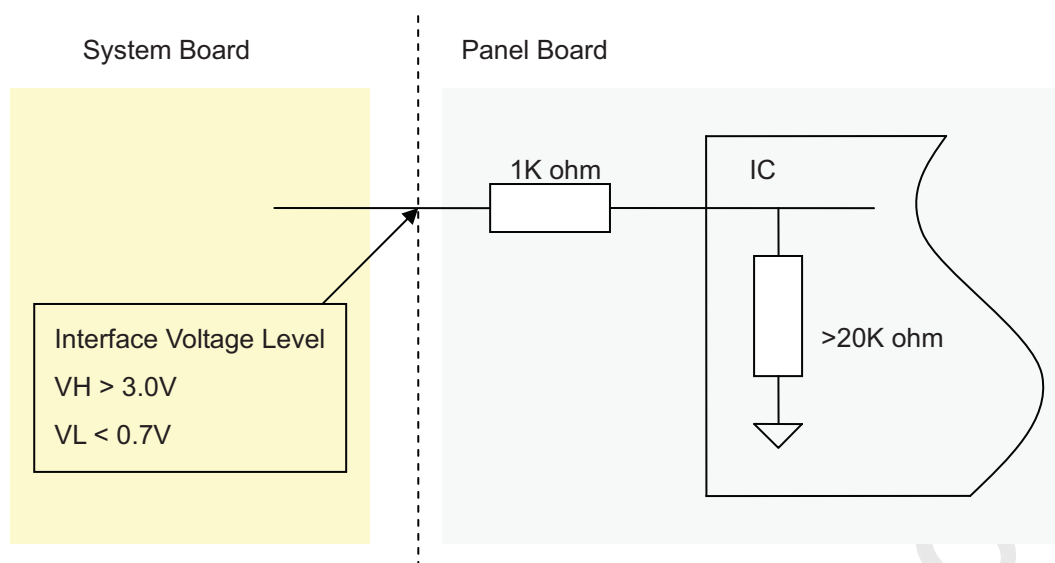 System Board
Panel Board
1K ohm
IC
Interface Voltage Level
VH > 3.0V
VL < 0.7V
>20K ohm